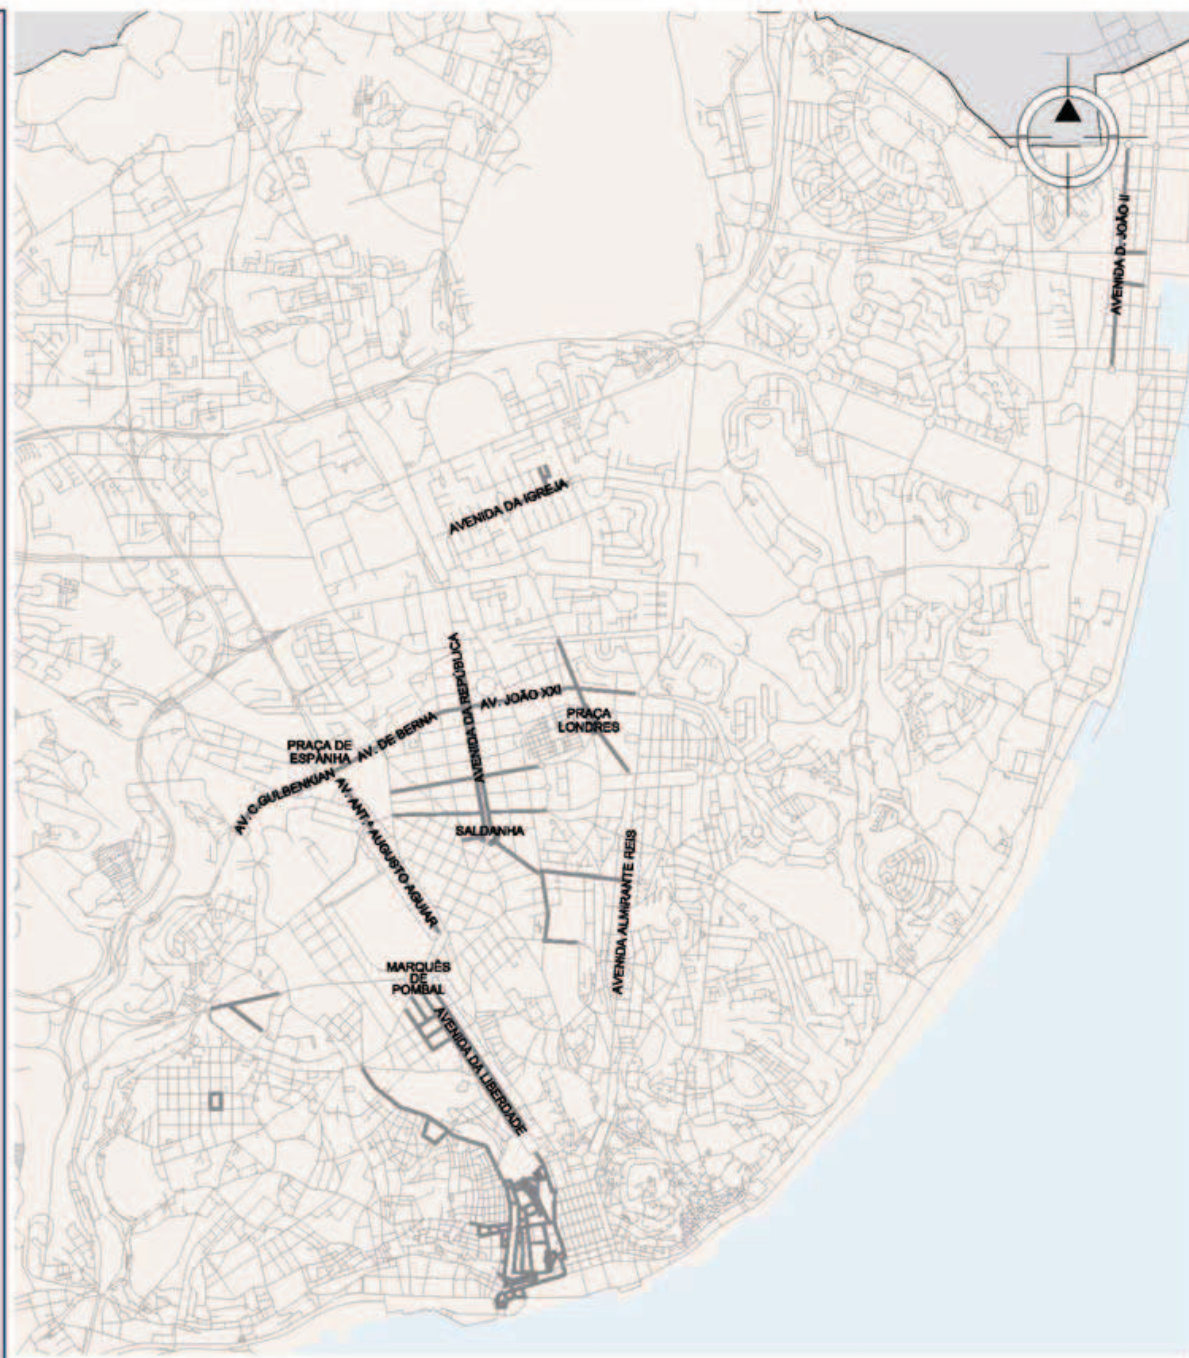 AVENIDA D. JOÃO II
AVENIDA DA IGREJA
AVENIDA DA REPÚBLICA
AV. JOÃO XXI
PRAÇA
LONDRES
AV. DE BERNA
PRAÇA DE
ESPANHA
AV. C.GULBENKIAN
AV. ANT.º AUGUSTO AGUIAR
SALDANHA
AVENIDA ALMIRANTE REIS
MARQUÊS
DE
POMBAL
AVENIDA DA LIBERDADE